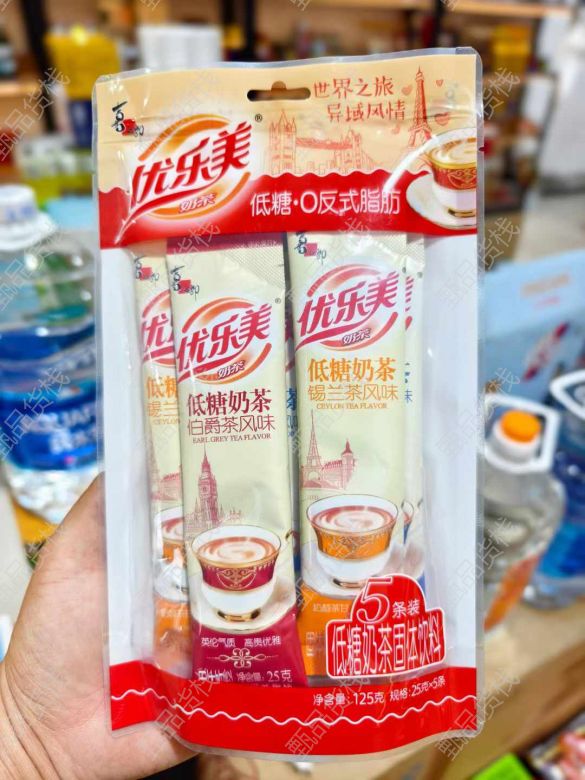 喜之郎
优乐美®
奶茶
世界之旅
异域风情
低糖·0反式脂肪
喜之郎
优乐美®
奶茶
低糖奶茶
伯爵茶风味
EARL GREY TEA FLAVOR
英伦气质 高贵优雅
净含量:25克
喜之郎
优乐美®
奶茶
低糖奶茶
锡兰茶风味
CEYLON TEA FLAVOR
5条装
低糖奶茶固体饮料
净含量:125克 规格:25克×5条
甄品货栈